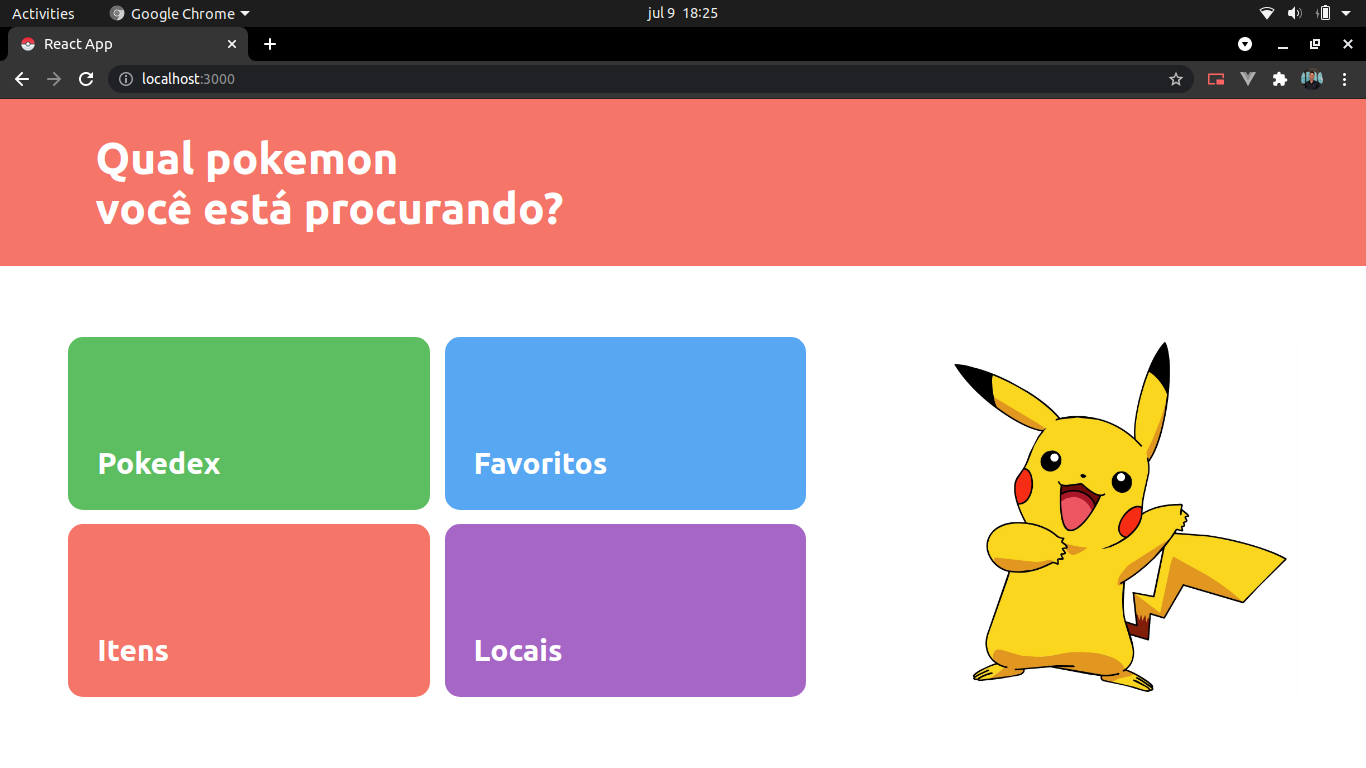 Activities
Google Chrome
jul 9 18:25
React App
localhost:3000
Qual pokemon
você está procurando?
Pokedex
Favoritos
Itens
Locais